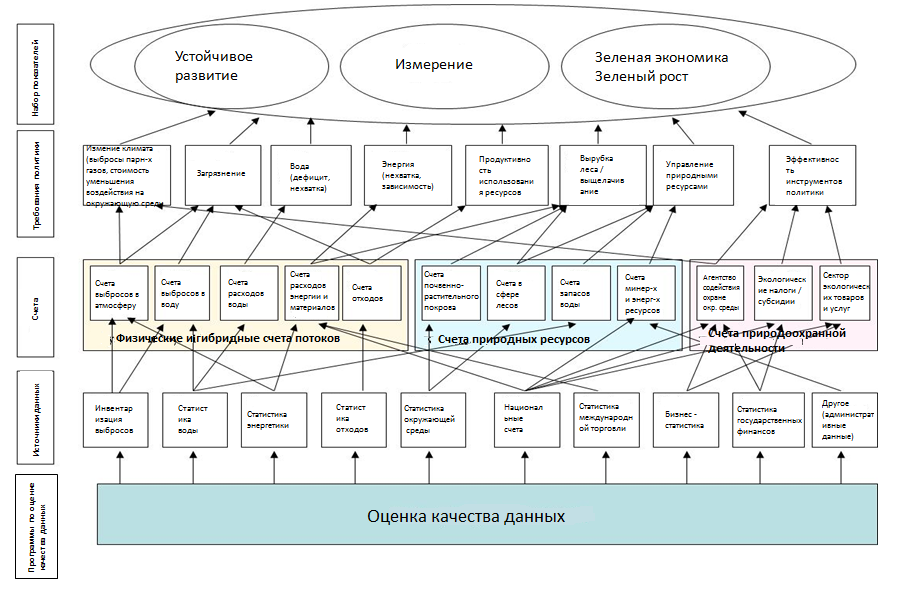 Набор показателей
Устойчивое
развитие
Измерение
Зеленая экономика
Зеленый рост
Требования политики
Измение климата
(выбросы парн-х
газов, стоимость
уменьшения
воздействия на
окружающую среду
Загрязнение
Вода
(дефицит,
нехватка)
Энергия
(нехватка,
зависимость)
Продуктивно
сть
использовани
я ресурсов
Вырубка
леса /
выщелачив
ание
Управление
природными
ресурсами
Эффективнос
ть
инструментов
политики
Счета
Счета
выбросов в
атмосферу
Счета
выбросов в
воду
Счета
расходов
воды
Счета
расходов
энергии и
материалов
Счета
отходов
Физические игибридные счета потоков
Счета
почвенно-
растительного
покрова
Счета в
сфере
лесов
Счета
запасов
воды
Счета
минер-х и
энерг-х
ресурсов
Счета природных ресурсов
Агентство
содействия
охране
окр. среды
Экологическ
ие налоги /
субсидии
Сектор
экологическ
их товаров
и услуг
Счета природоохранной
деятельности
Источники данных
Инвентар
изация
выбросов
Статист
ика
воды
Статистика
энергетики
Статист
ика
отходов
Статистика
окружающей
среды
Национал
ьные
счета
Статистика
международн
ой торговли
Бизнес -
статистика
Статистика
государственных
финансов
Другое
(администрат
ивные
данные)
Программы по оценке
качества данных
Оценка качества данных